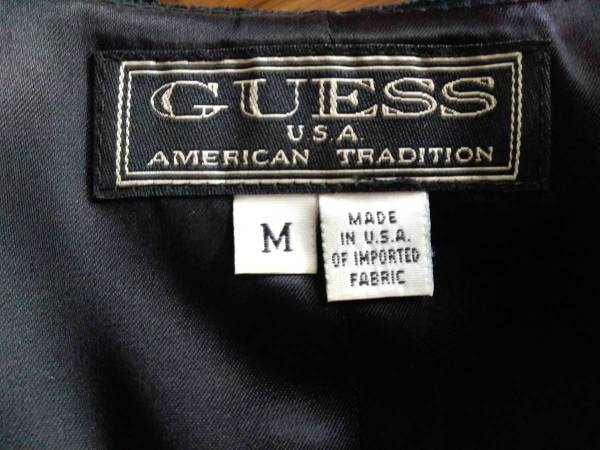 GUESS
U.S.A.
AMERICAN TRADITION
M
MADE
IN U.S.A.
OF IMPORTED
FABRIC